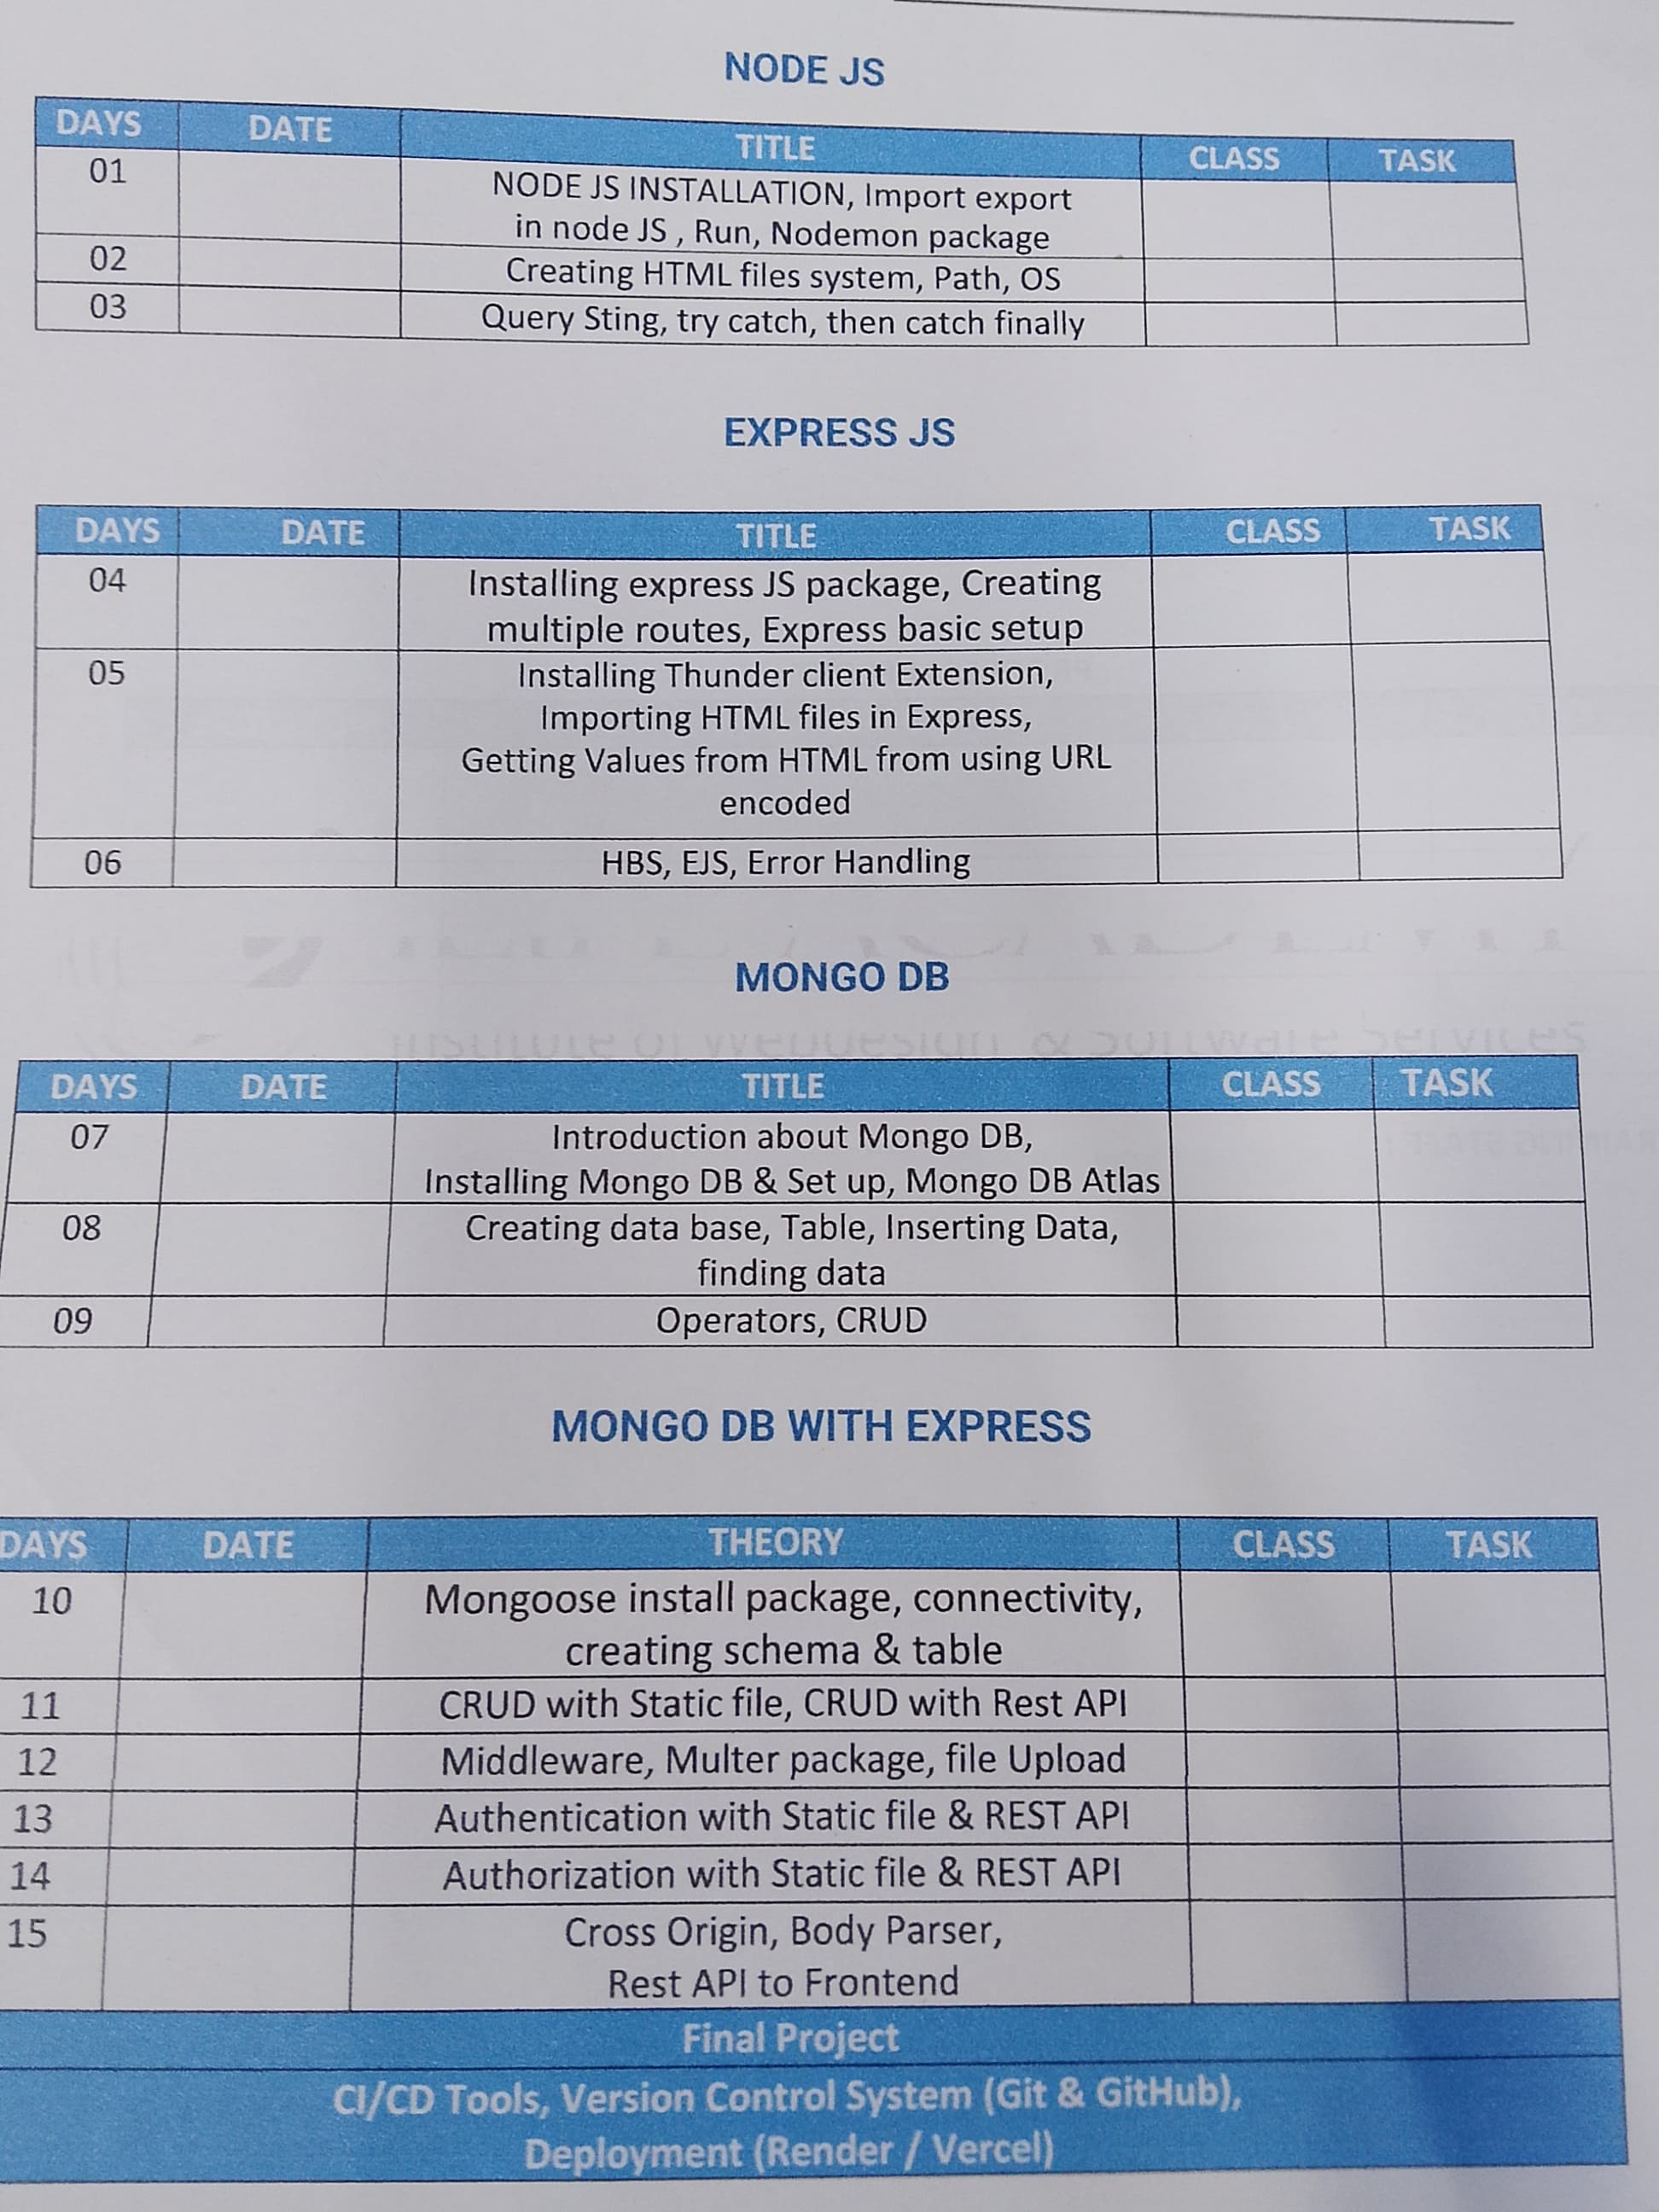 NODE JS
DAYS DATE TITLE CLASS TASK
01 NODE JS INSTALLATION, Import export
in node JS , Run, Nodemon package
02 Creating HTML files system, Path, OS
03 Query Sting, try catch, then catch finally
EXPRESS JS
DAYS DATE TITLE CLASS TASK
04 Installing express JS package, Creating
multiple routes, Express basic setup
05 Installing Thunder client Extension,
Importing HTML files in Express,
Getting Values from HTML from using URL
encoded
06 HBS, EJS, Error Handling
MONGO DB
DAYS DATE TITLE CLASS TASK
07 Introduction about Mongo DB,
Installing Mongo DB & Set up, Mongo DB Atlas
08 Creating data base, Table, Inserting Data,
finding data
09 Operators, CRUD
MONGO DB WITH EXPRESS
DAYS DATE THEORY CLASS TASK
10 Mongoose install package, connectivity,
creating schema & table
11 CRUD with Static file, CRUD with Rest API
12 Middleware, Multer package, file Upload
13 Authentication with Static file & REST API
14 Authorization with Static file & REST API
15 Cross Origin, Body Parser,
Rest API to Frontend
Final Project
CI/CD Tools, Version Control System (Git & GitHub),
Deployment (Render / Vercel)